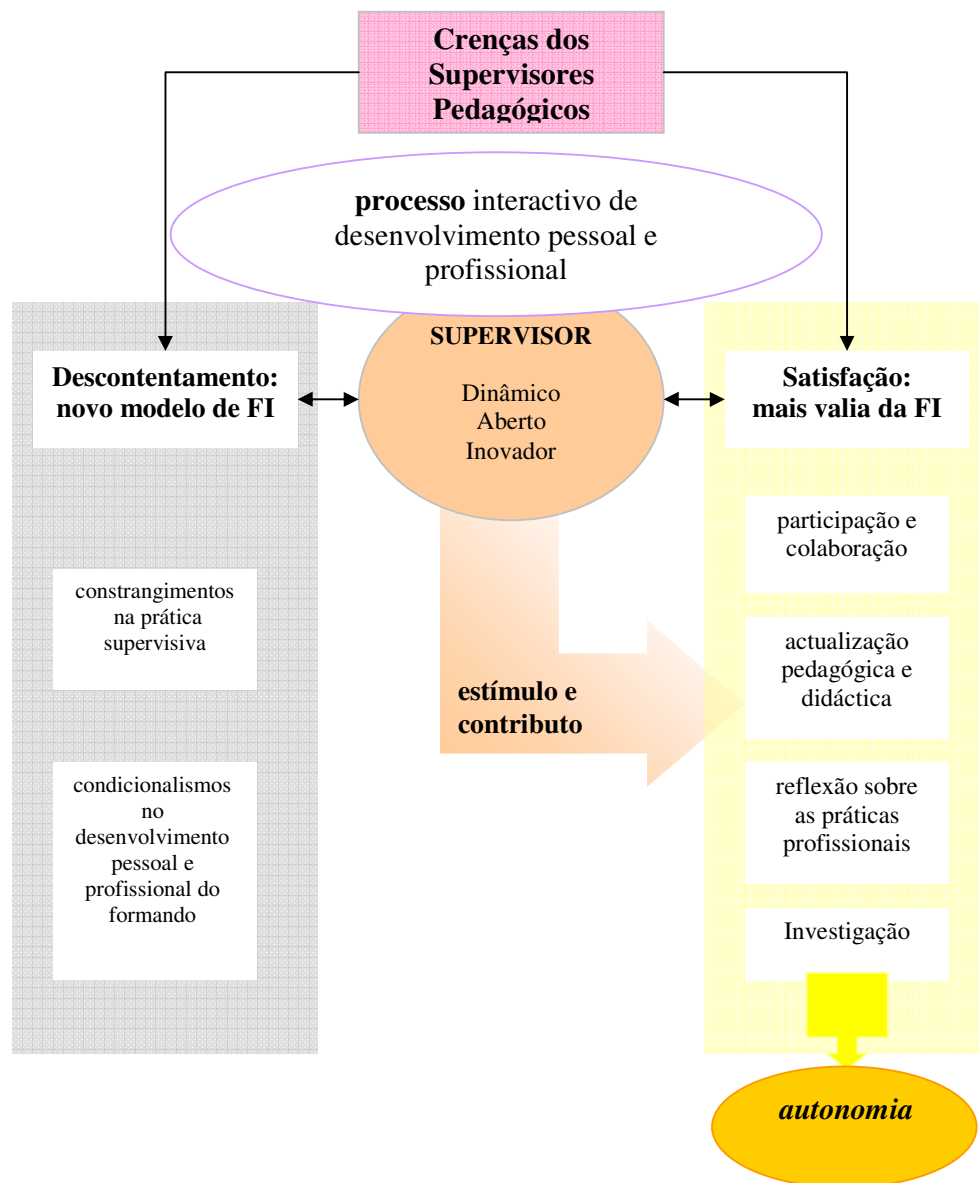 Crenças dos
Supervisores
Pedagógicos
processo interactivo de
desenvolvimento pessoal e
profissional
Descontentamento:
novo modelo de FI
SUPERVISOR
Dinâmico
Aberto
Inovador
Satisfação:
mais valia da FI
constrangimentos
na prática
supervisiva
condicionalismos
no
desenvolvimento
pessoal e
profissional do
formando
estímulo e
contributo
participação e
colaboração
actualização
pedagógica e
didáctica
reflexão sobre
as práticas
profissionais
Investigação
autonomia